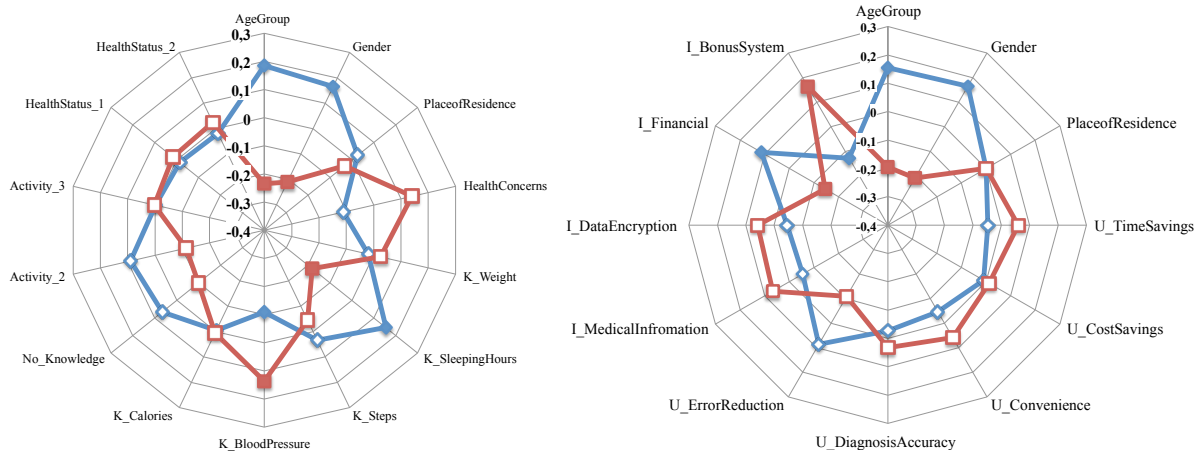 AgeGroup
Gender
PlaceofResidence
HealthConcerns
K_Weight
K_SleepingHours
K_Steps
K_BloodPressure
K_Calories
No_Knowledge
Activity_2
Activity_3
HealthStatus_1
HealthStatus_2
0,3
0,2
0,1
0
-0,1
-0,2
-0,3
-0,4
AgeGroup
Gender
PlaceofResidence
U_TimeSavings
U_CostSavings
U_Convenience
U_DiagnosisAccuracy
U_ErrorReduction
I_MedicalInfromation
I_DataEncryption
I_Financial
I_BonusSystem
0,3
0,2
0,1
0,0
-0,1
-0,2
-0,3
-0,4